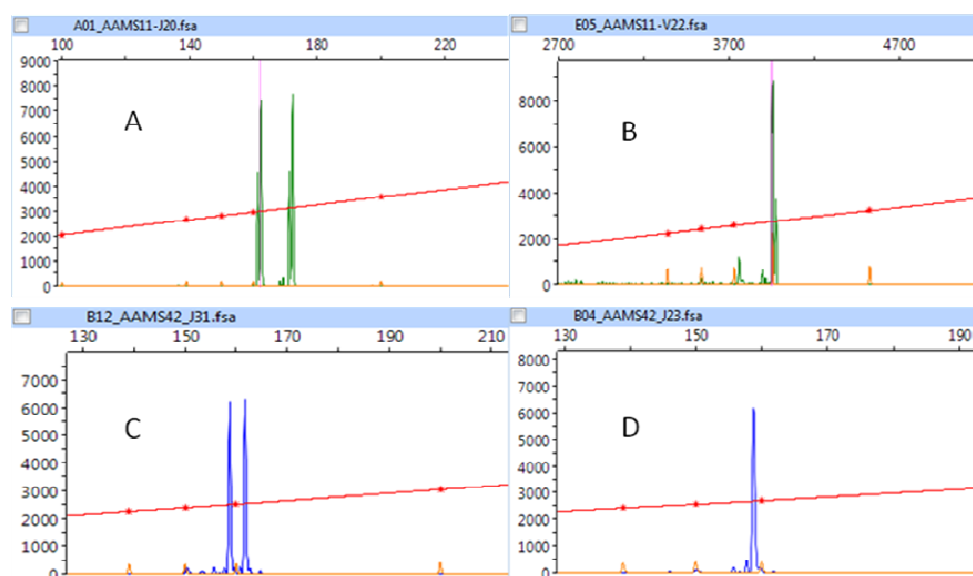 A01_AAMS11-J20.fsa
100 140 180 220
9000
8000
7000
6000
5000
4000
3000
2000
1000
0
A
E05_AAMS11-V22.fsa
2700 3700 4700
8000
6000
4000
2000
0
B
B12_AAMS42_J31.fsa
130 150 170 190 210
7000
6000
5000
4000
3000
2000
1000
0
C
B04_AAMS42_J23.fsa
130 150 170 190
8000
7000
6000
5000
4000
3000
2000
1000
0
D